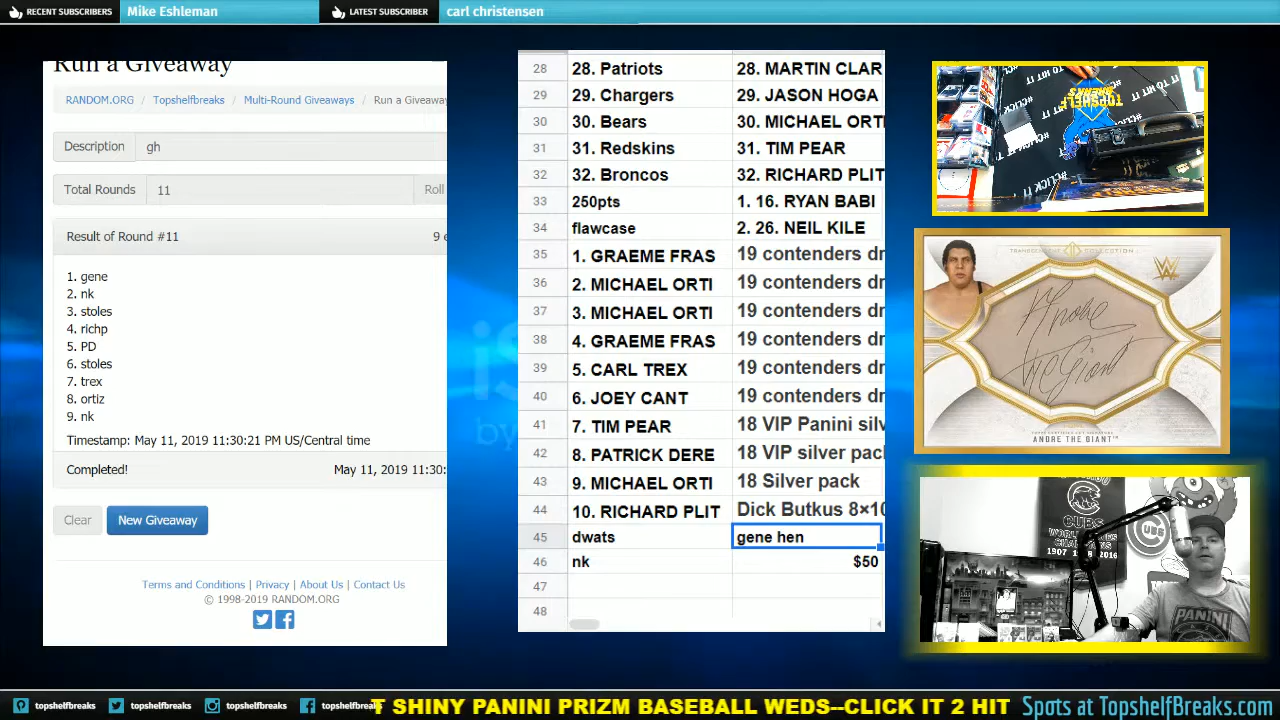 RECENT SUBSCRIBERS Mike Eshleman LATEST SUBSCRIBER carl christensen
Run a Giveaway
RANDOM.ORG / Topshelfbreaks / Multi-Round Giveaways / Run a Giveaway
Description gh
Total Rounds 11 Roll
Result of Round #11 9 e
1. gene
2. nk
3. stoles
4. richp
5. PD
6. stoles
7. trex
8. ortiz
9. nk
Timestamp: May 11, 2019 11:30:21 PM US/Central time
Completed! May 11, 2019 11:30:
Clear New Giveaway
Terms and Conditions | Privacy | About Us | Contact Us
© 1998-2019 RANDOM.ORG
28 28. Patriots 28. MARTIN CLAR
29 29. Chargers 29. JASON HOGA
30 30. Bears 30. MICHAEL ORTI
31 31. Redskins 31. TIM PEAR
32 32. Broncos 32. RICHARD PLIT
33 250pts 1. 16. RYAN BABI
34 flawcase 2. 26. NEIL KILE
35 1. GRAEME FRAS 19 contenders dr
36 2. MICHAEL ORTI 19 contenders dr
37 3. MICHAEL ORTI 19 contenders dr
38 4. GRAEME FRAS 19 contenders dr
39 5. CARL TREX 19 contenders dr
40 6. JOEY CANT 19 contenders dr
41 7. TIM PEAR 18 VIP Panini silv
42 8. PATRICK DERE 18 VIP silver pac
43 9. MICHAEL ORTI 18 Silver pack
44 10. RICHARD PLIT Dick Butkus 8×10
45 dwats gene hen
46 nk $50
47
48
TOPSHELF
BREAKS
TRANSCENDENT COLLECTION
Andre
The Giant
ANDRE THE GIANT™
CUBS
PANINI
topshelfbreaks topshelfbreaks topshelfbreaks topshelfbreaks
T SHINY PANINI PRIZM BASEBALL WEDS--CLICK IT 2 HIT
Spots at TopshelfBreaks.com